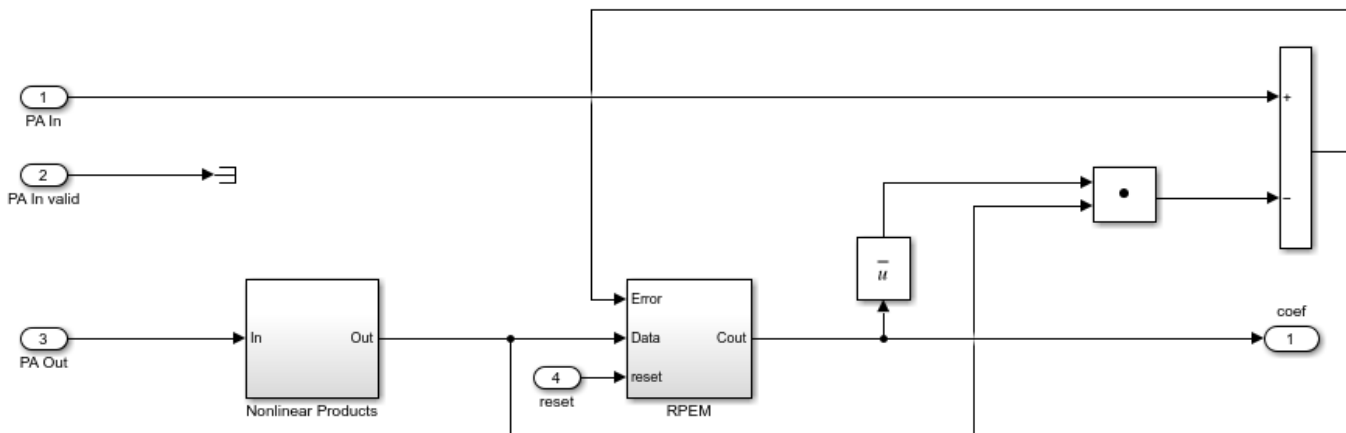 1
PA In
+
2
PA In valid
−
u
Error
coef
3
PA Out
In
Out
Data
Cout
1
4
reset
reset
Nonlinear Products
RPEM